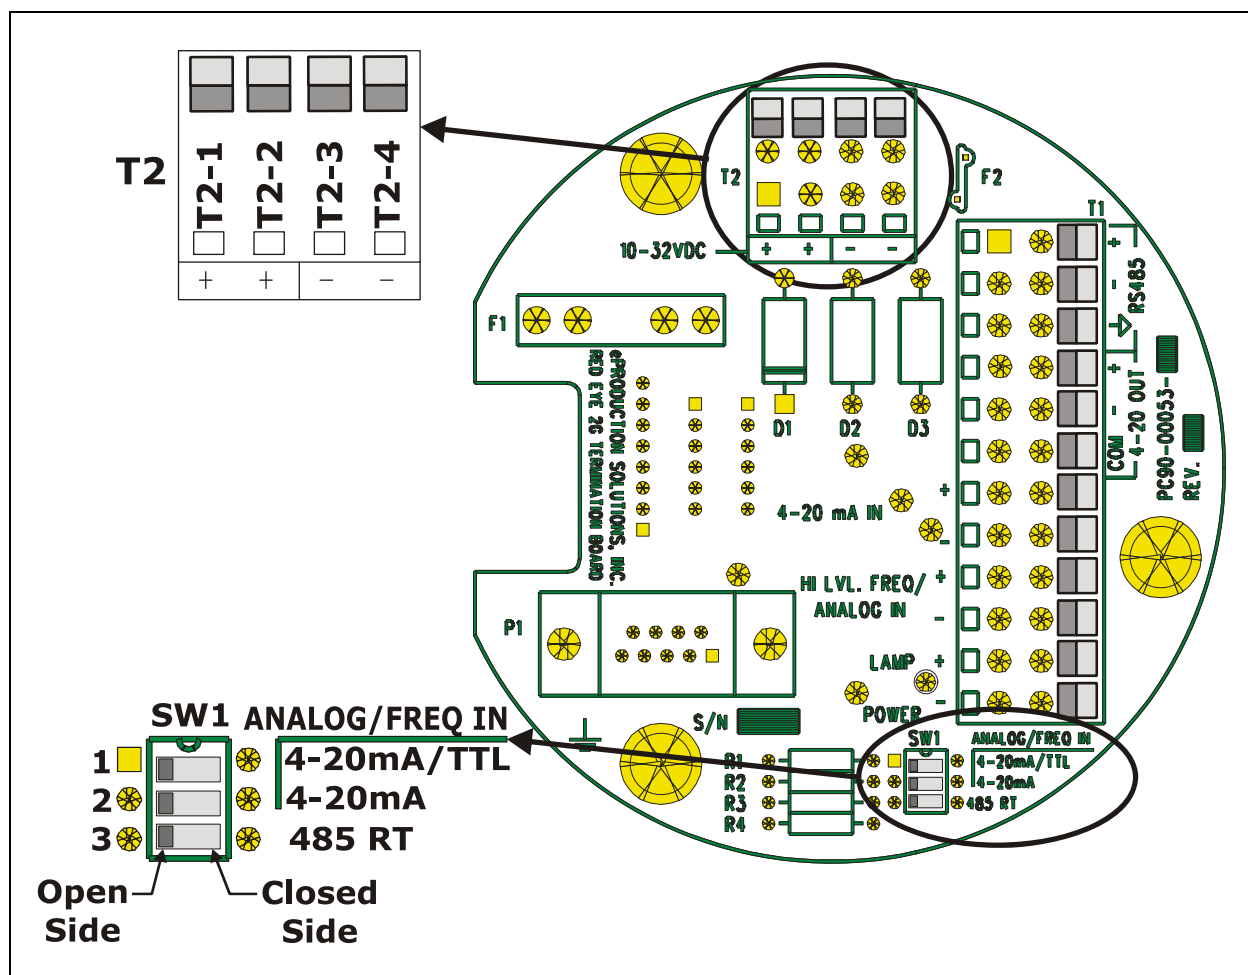 T2
T2-1
T2-2
T2-3
T2-4
+ + - -
T2
F2
10-32VDC
+ + - -
T1
+
-
RS485
+
-
4-20 OUT
COM
PC90-00053-
REV.
F1
ePRODUCTION SOLUTIONS, INC.
RED EYE 2G TERMINATION BOARD
D1
D2
D3
4-20 mA IN
+
-
HI LVL. FREQ/
ANALOG IN
+
-
P1
LAMP
+
POWER
-
S/N
R1
R2
R3
R4
SW1
ANALOG/FREQ IN
4-20mA/TTL
4-20mA
485 RT
SW1 ANALOG/FREQ IN
1 4-20mA/TTL
2 4-20mA
3 485 RT
Open
Side
Closed
Side